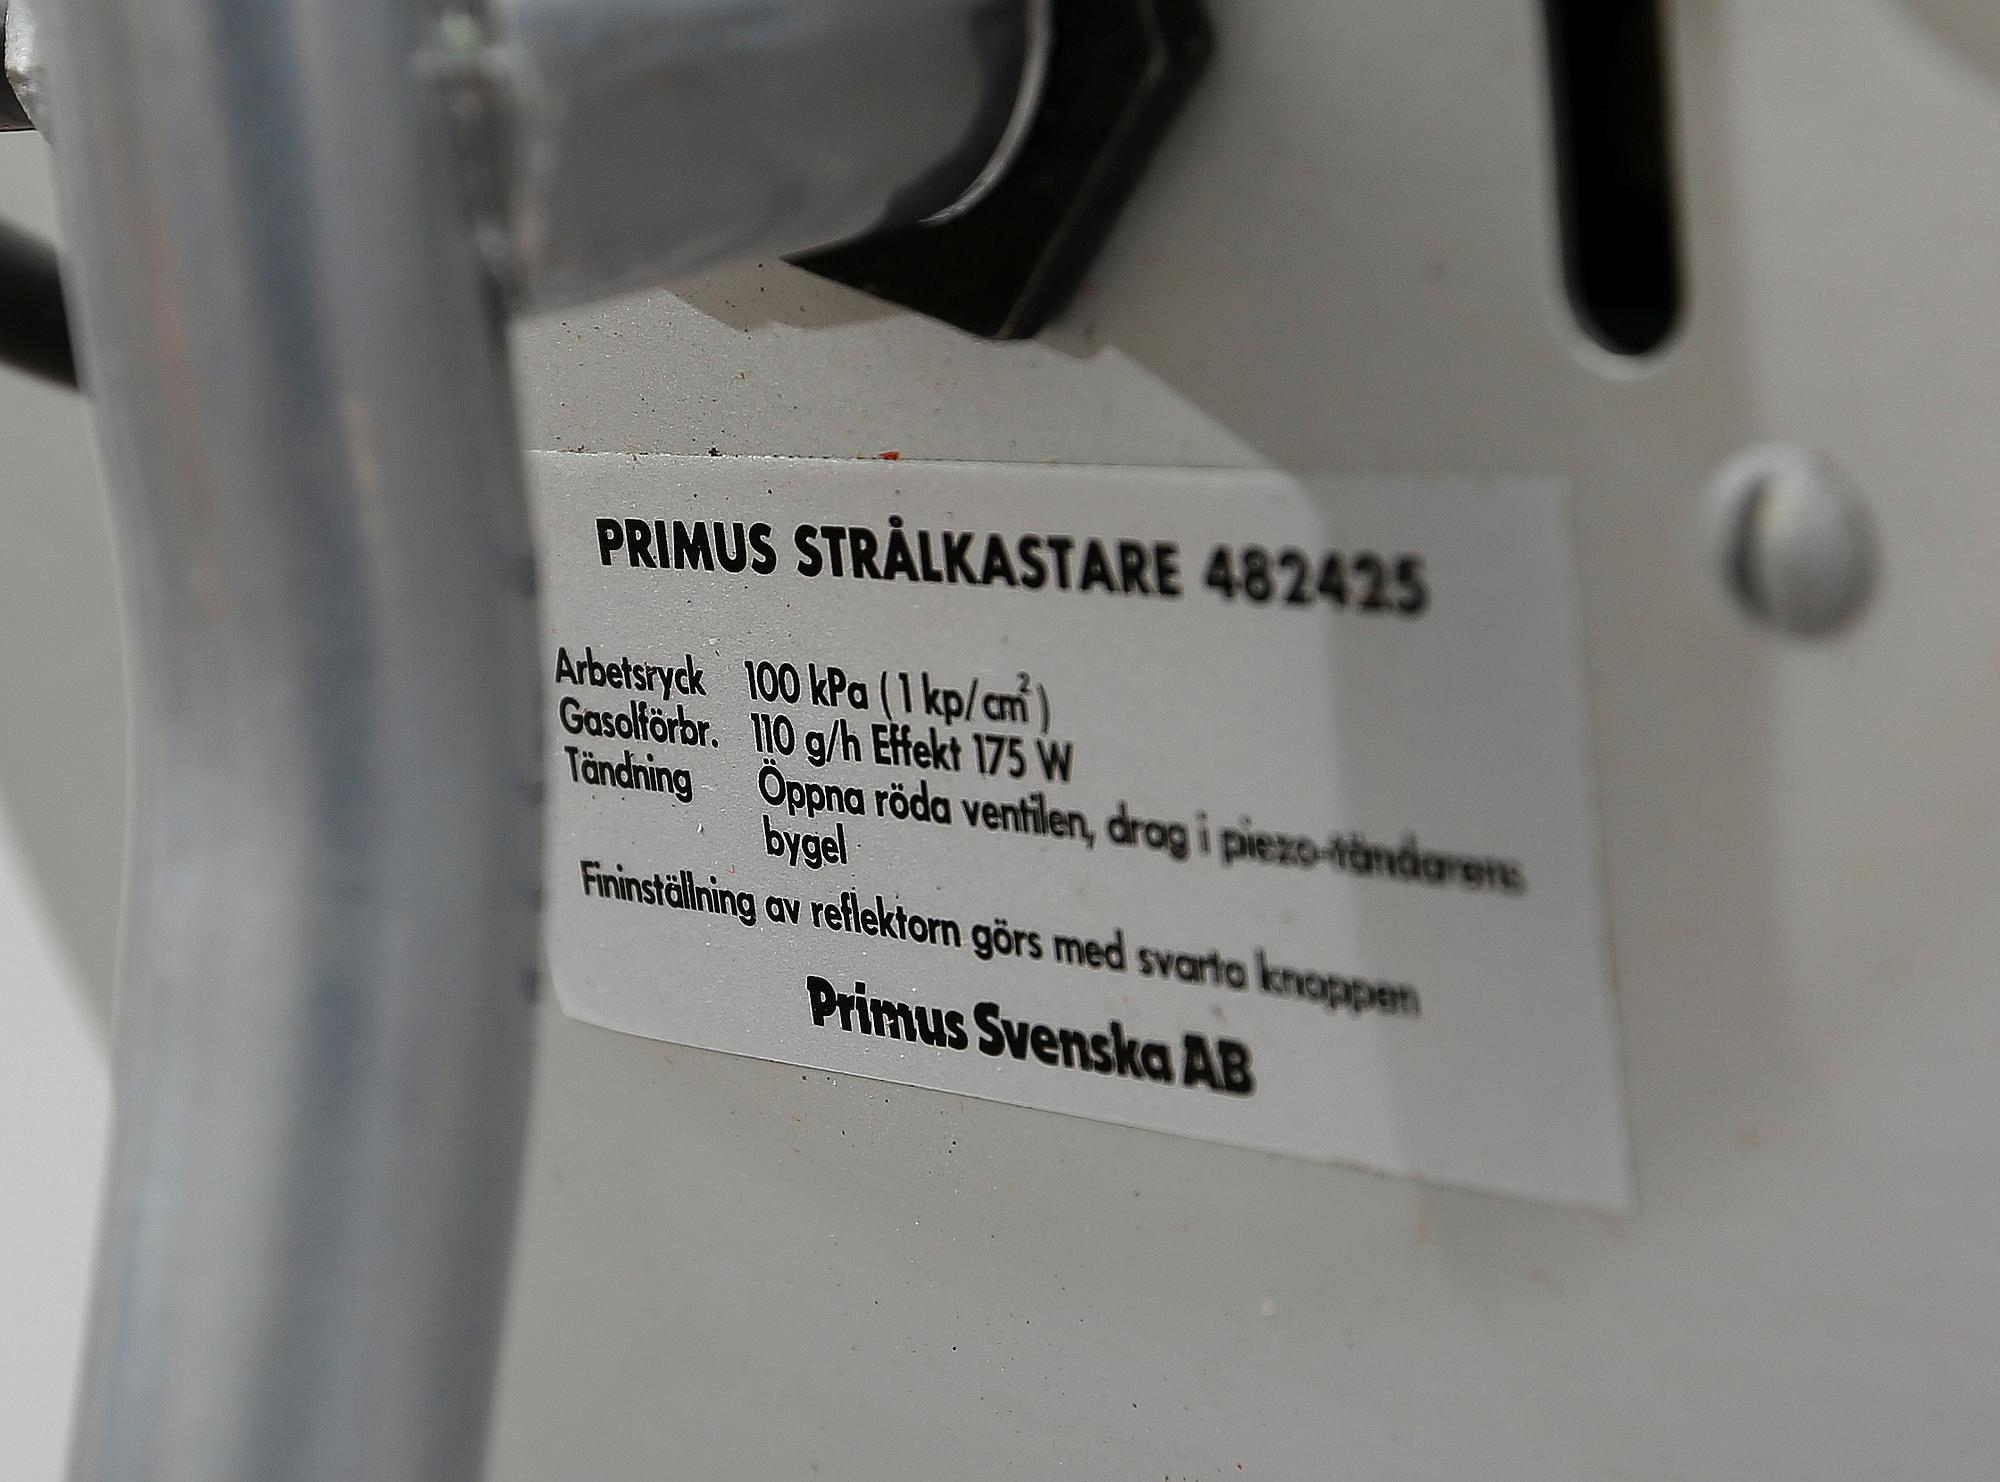 PRIMUS STRÅLKASTARE 482425
Arbetsryck 100 kPa (1 kp/cm²)
Gasolförbr. 110 g/h Effekt 175 W
Tändning Öppna röda ventilen, drag i piezo-tändarens
bygel
Fininställning av reflektorn görs med svarta knoppen
Primus Svenska AB